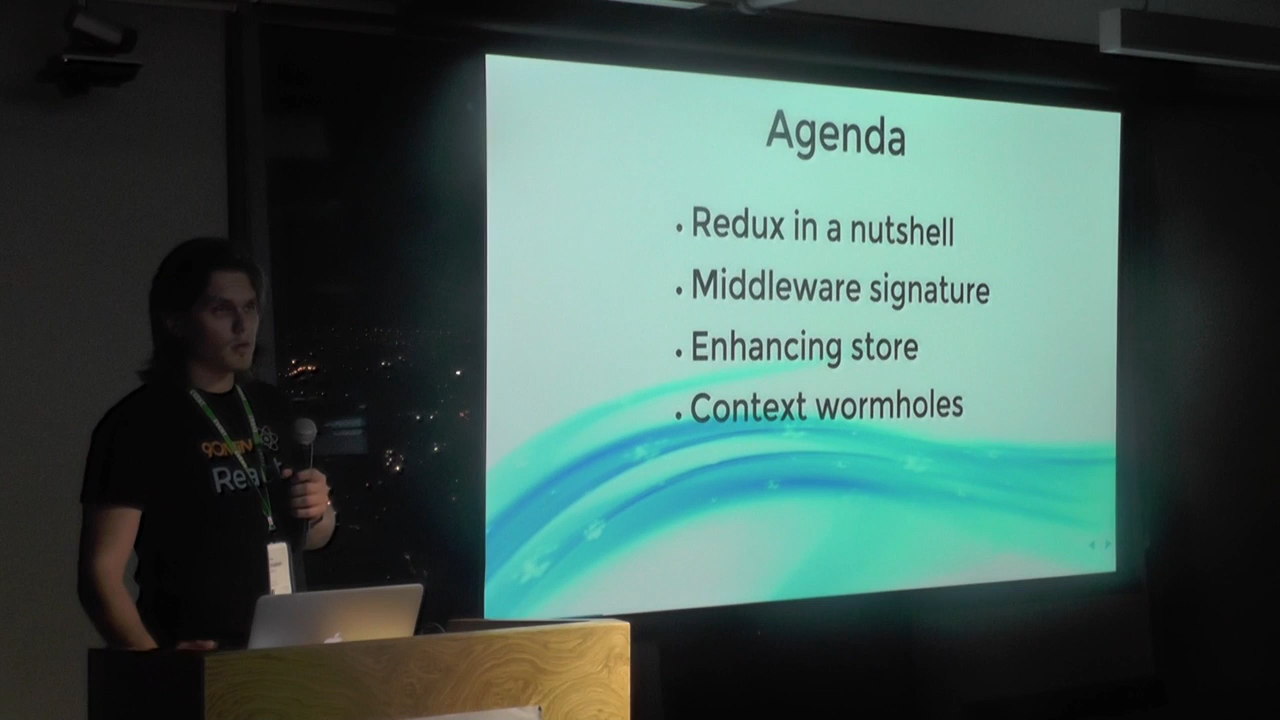 Agenda
• Redux in a nutshell
• Middleware signature
• Enhancing store
• Context wormholes